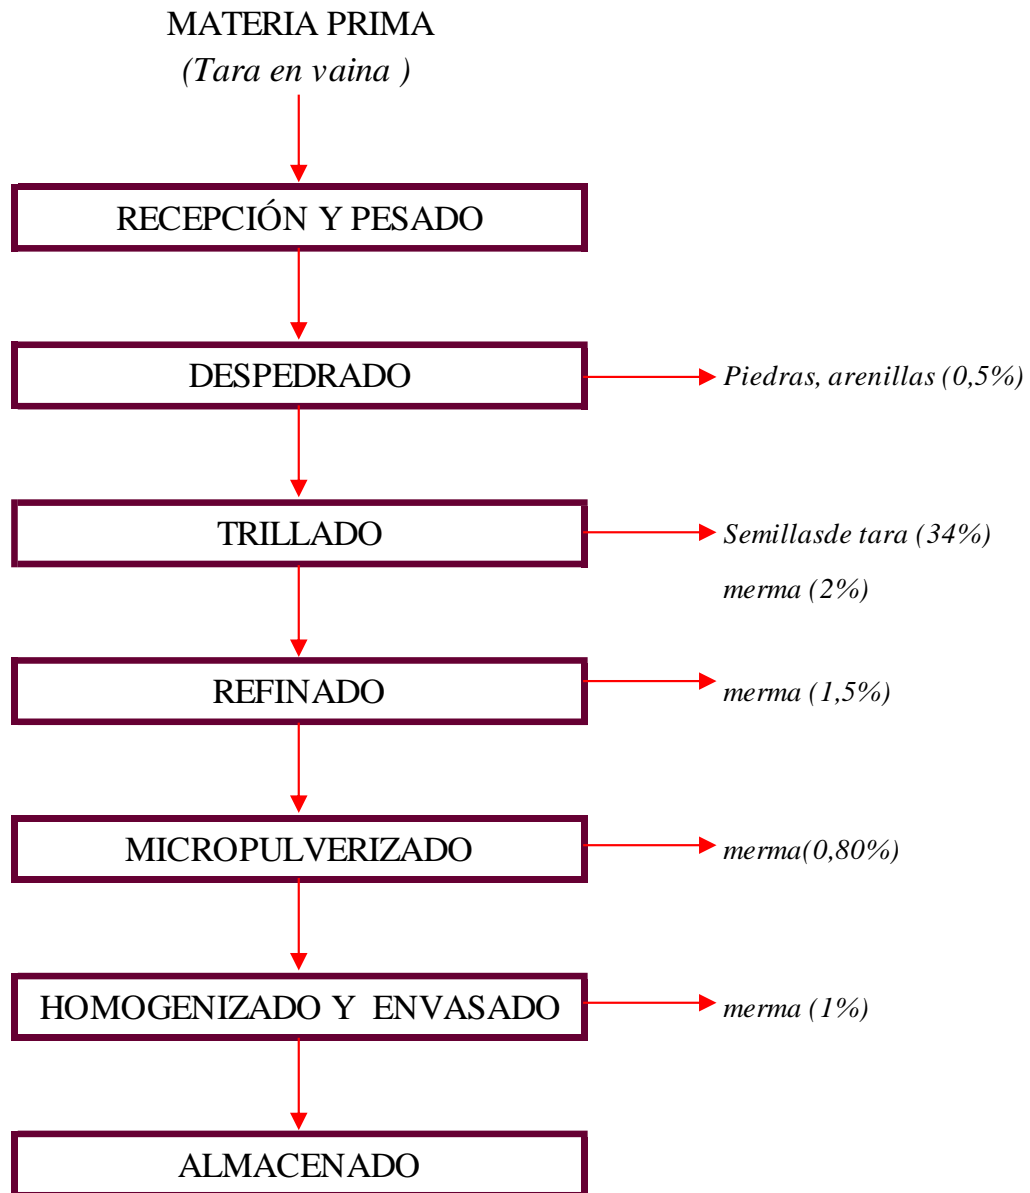 MATERIA PRIMA
(Tara en vaina )
RECEPCIÓN Y PESADO
DESPEDRADO
Piedras, arenillas (0,5%)
TRILLADO
Semillasde tara (34%)
merma (2%)
REFINADO
merma (1,5%)
MICROPULVERIZADO
merma(0,80%)
HOMOGENIZADO Y ENVASADO
merma (1%)
ALMACENADO